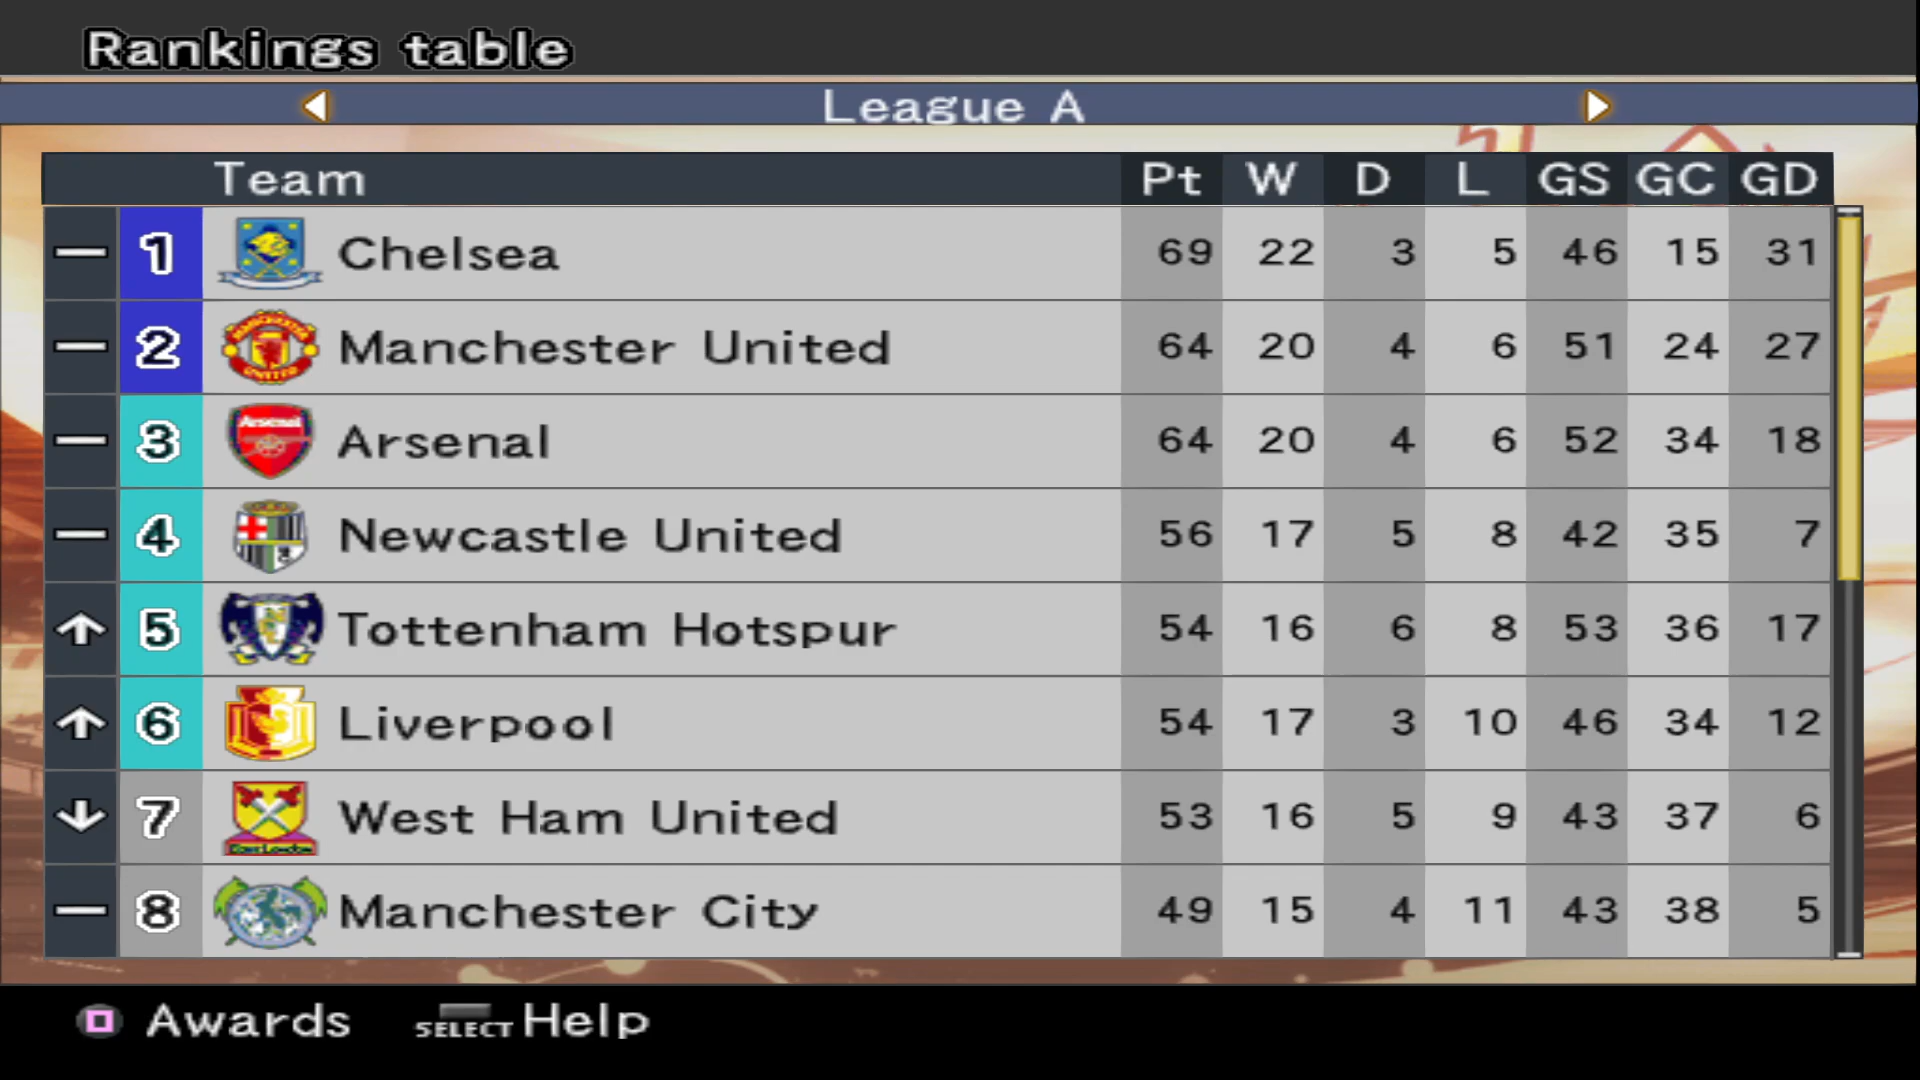 Rankings table
League A
Team Pt W D L GS GC GD
1 Chelsea 69 22 3 5 46 15 31
2 Manchester United 64 20 4 6 51 24 27
3 Arsenal 64 20 4 6 52 34 18
4 Newcastle United 56 17 5 8 42 35 7
5 Tottenham Hotspur 54 16 6 8 53 36 17
6 Liverpool 54 17 3 10 46 34 12
7 West Ham United 53 16 5 9 43 37 6
8 Manchester City 49 15 4 11 43 38 5
Awards SELECT Help